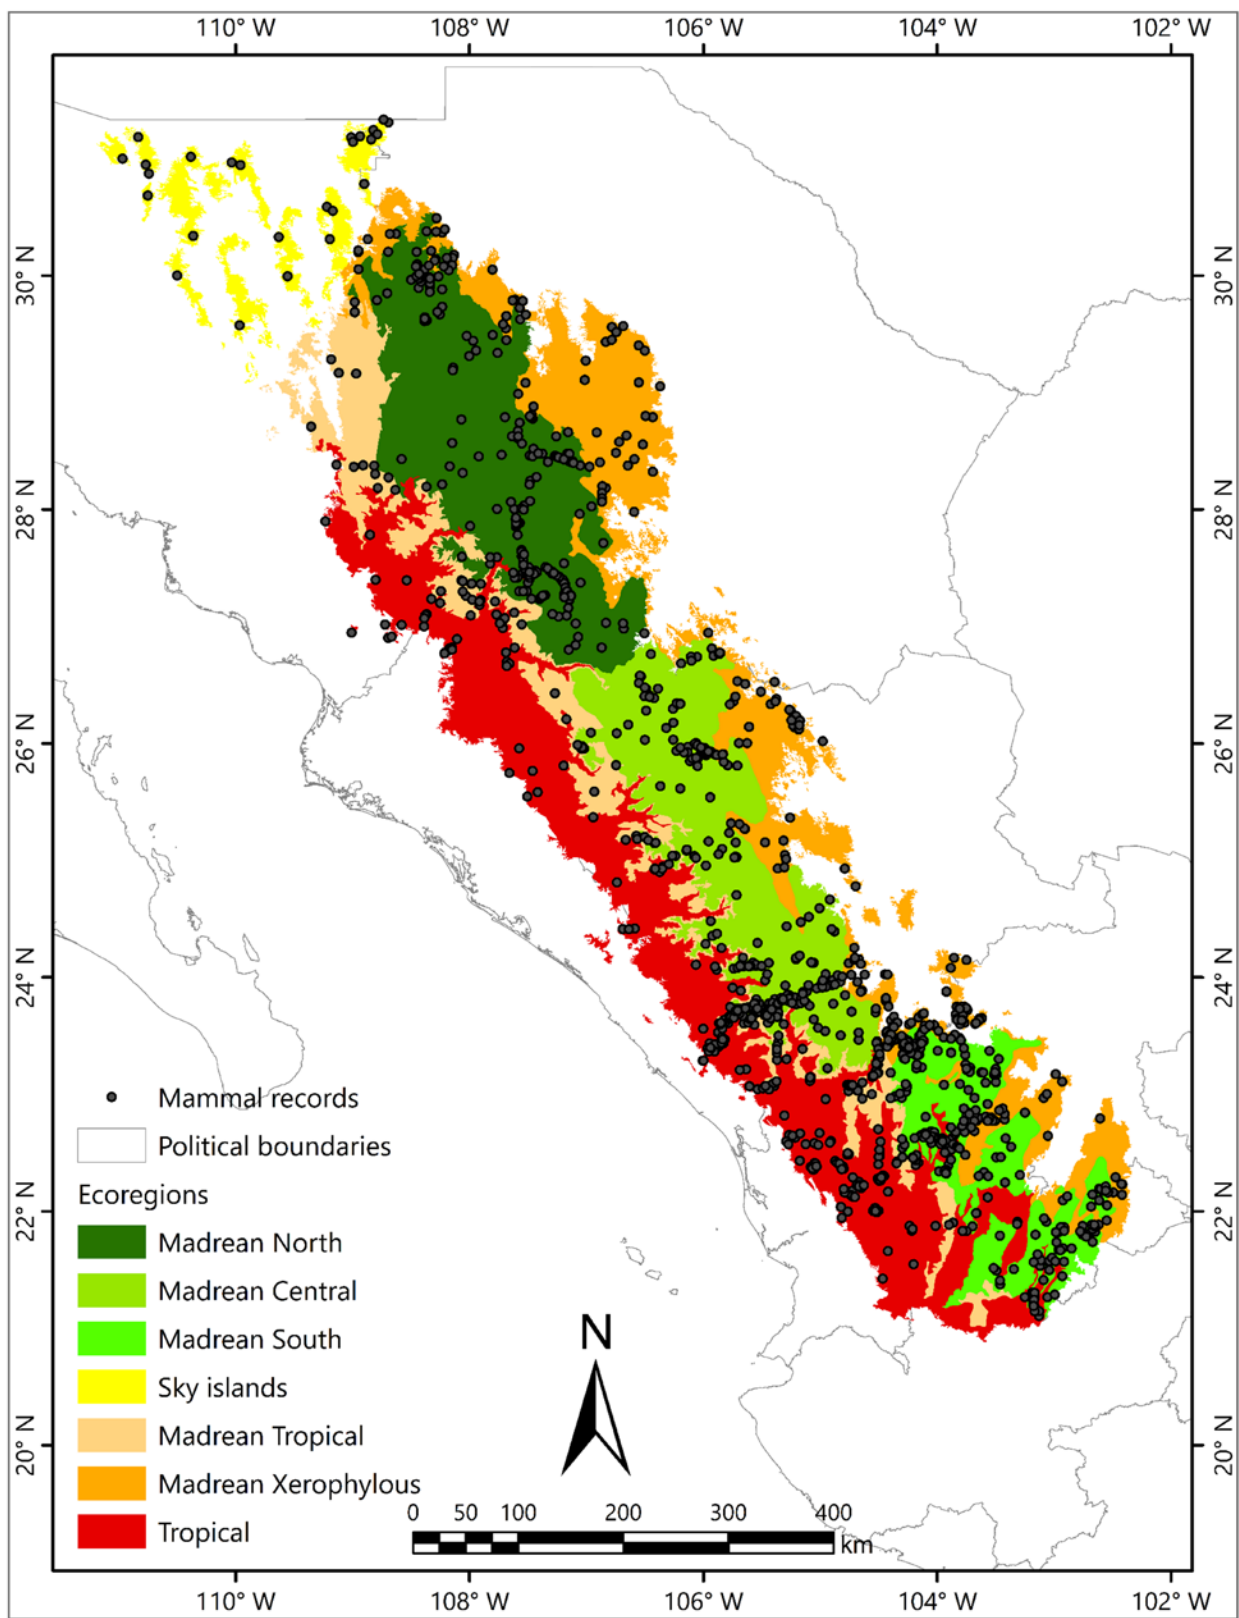 110° W 108° W 106° W 104° W 102° W
30° N 30° N
28° N 28° N
26° N 26° N
24° N 24° N
22° N 22° N
20° N 20° N
Mammal records
Political boundaries
Ecoregions
Madrean North
Madrean Central
Madrean South
Sky islands
Madrean Tropical
Madrean Xerophylous
Tropical
N
0 50 100 200 300 400
km
110° W 108° W 106° W 104° W 102° W